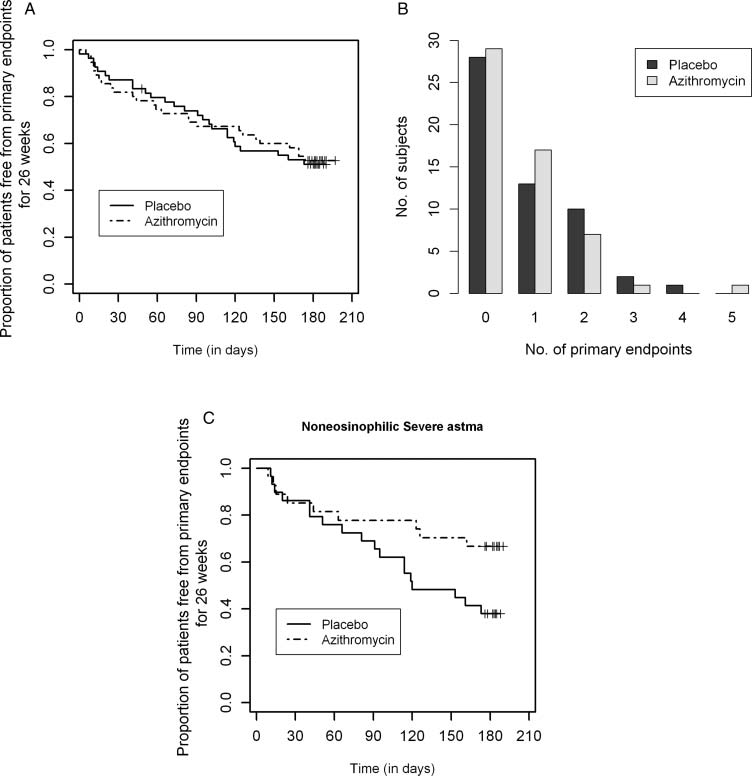 A
Proportion of patients free from primary endpoints
for 26 weeks
1.0
0.8
0.6
0.4
0.2
0.0
Placebo
Azithromycin
0 30 60 90 120 150 180 210
Time (in days)
B
No. of subjects
30
25
20
15
10
5
0
Placebo
Azithromycin
0 1 2 3 4 5
No. of primary endpoints
C
Noneosinophilic Severe astma
Proportion of patients free from primary endpoints
for 26 weeks
1.0
0.8
0.6
0.4
0.2
0.0
Placebo
Azithromycin
0 30 60 90 120 150 180 210
Time (in days)